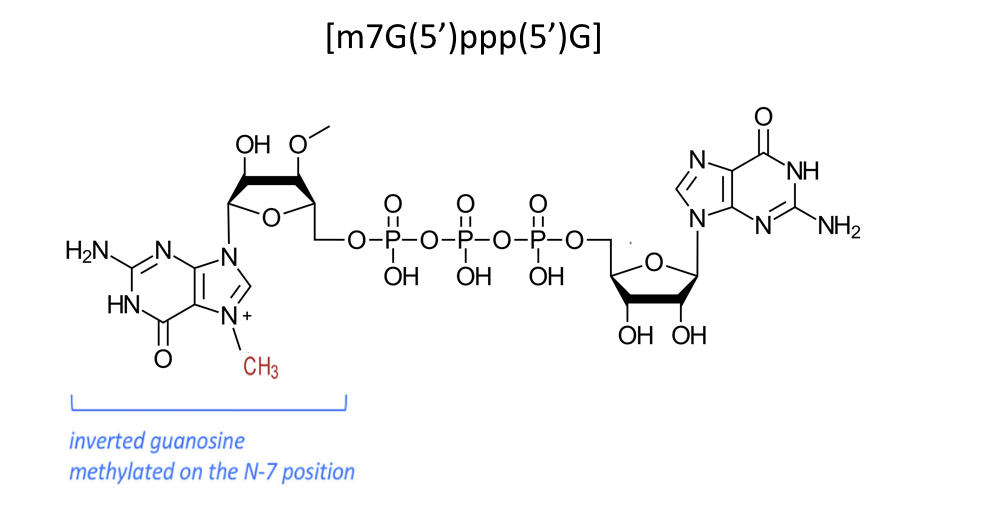 [m7G(5’)ppp(5’)G]
O
OH O
N NH
O O O
N N NH2
H2N N N
O O P O P O P O O
OH OH OH
HN N+
OH OH
O
CH3
inverted guanosine
methylated on the N-7 position